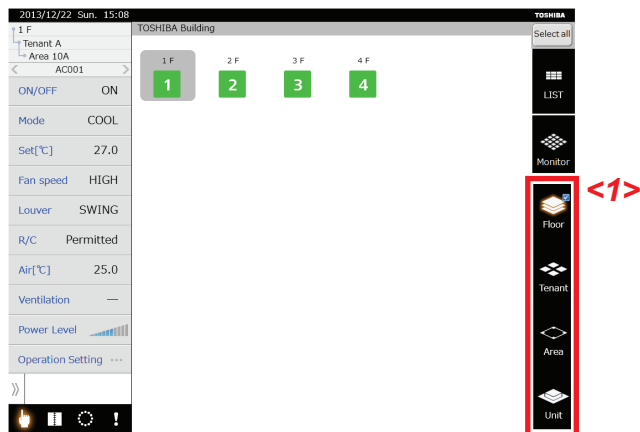 2013/12/22 Sun. 15:08
TOSHIBA
1 F
Tenant A
Area 10A
AC001
ON/OFF ON
Mode COOL
Set[℃] 27.0
Fan speed HIGH
Louver SWING
R/C Permitted
Air[℃] 25.0
Ventilation —
Power Level
Operation Setting ···
TOSHIBA Building
1 F 2 F 3 F 4 F
1 2 3 4
Select all
LIST
Monitor
<1>
Floor
Tenant
Area
Unit